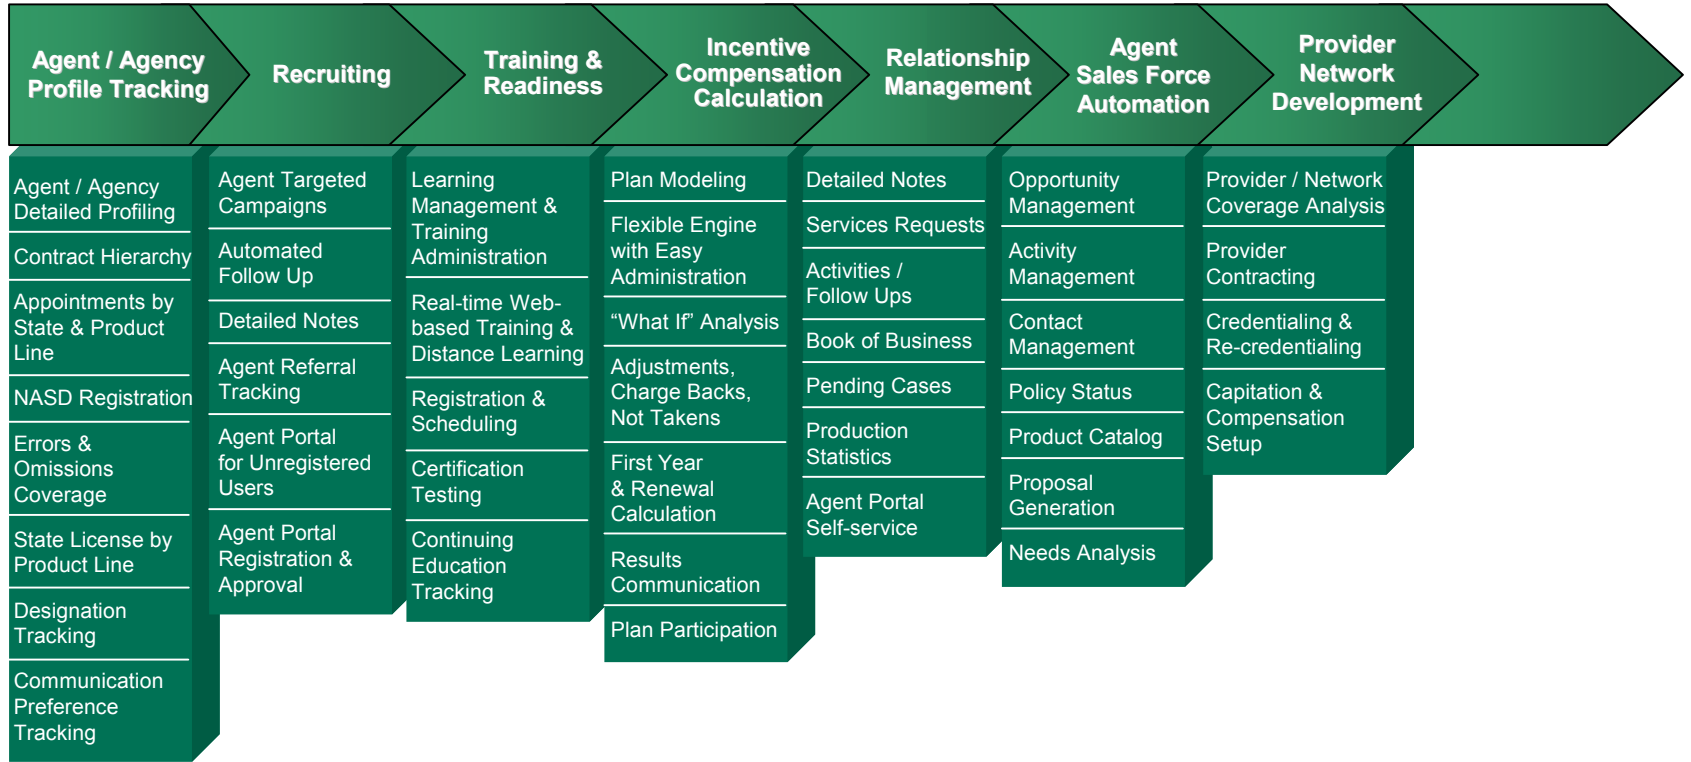 Agent / Agency
Profile Tracking
Recruiting
Training &
Readiness
Incentive
Compensation
Calculation
Relationship
Management
Agent
Sales Force
Automation
Provider
Network
Development
Agent / Agency
Detailed Profiling
Contract Hierarchy
Appointments by
State & Product
Line
NASD Registration
Errors &
Omissions
Coverage
State License by
Product Line
Designation
Tracking
Communication
Preference
Tracking
Agent Targeted
Campaigns
Automated
Follow Up
Detailed Notes
Agent Referral
Tracking
Agent Portal
for Unregistered
Users
Agent Portal
Registration &
Approval
Learning
Management &
Training
Administration
Real-time Web-
based Training &
Distance Learning
Registration &
Scheduling
Certification
Testing
Continuing
Education
Tracking
Plan Modeling
Flexible Engine
with Easy
Administration
“What If” Analysis
Adjustments,
Charge Backs,
Not Takens
First Year
& Renewal
Calculation
Results
Communication
Plan Participation
Detailed Notes
Services Requests
Activities /
Follow Ups
Book of Business
Pending Cases
Production
Statistics
Agent Portal
Self-service
Opportunity
Management
Activity
Management
Contact
Management
Policy Status
Product Catalog
Proposal
Generation
Needs Analysis
Provider / Network
Coverage Analysis
Provider
Contracting
Credentialing &
Re-credentialing
Capitation &
Compensation
Setup